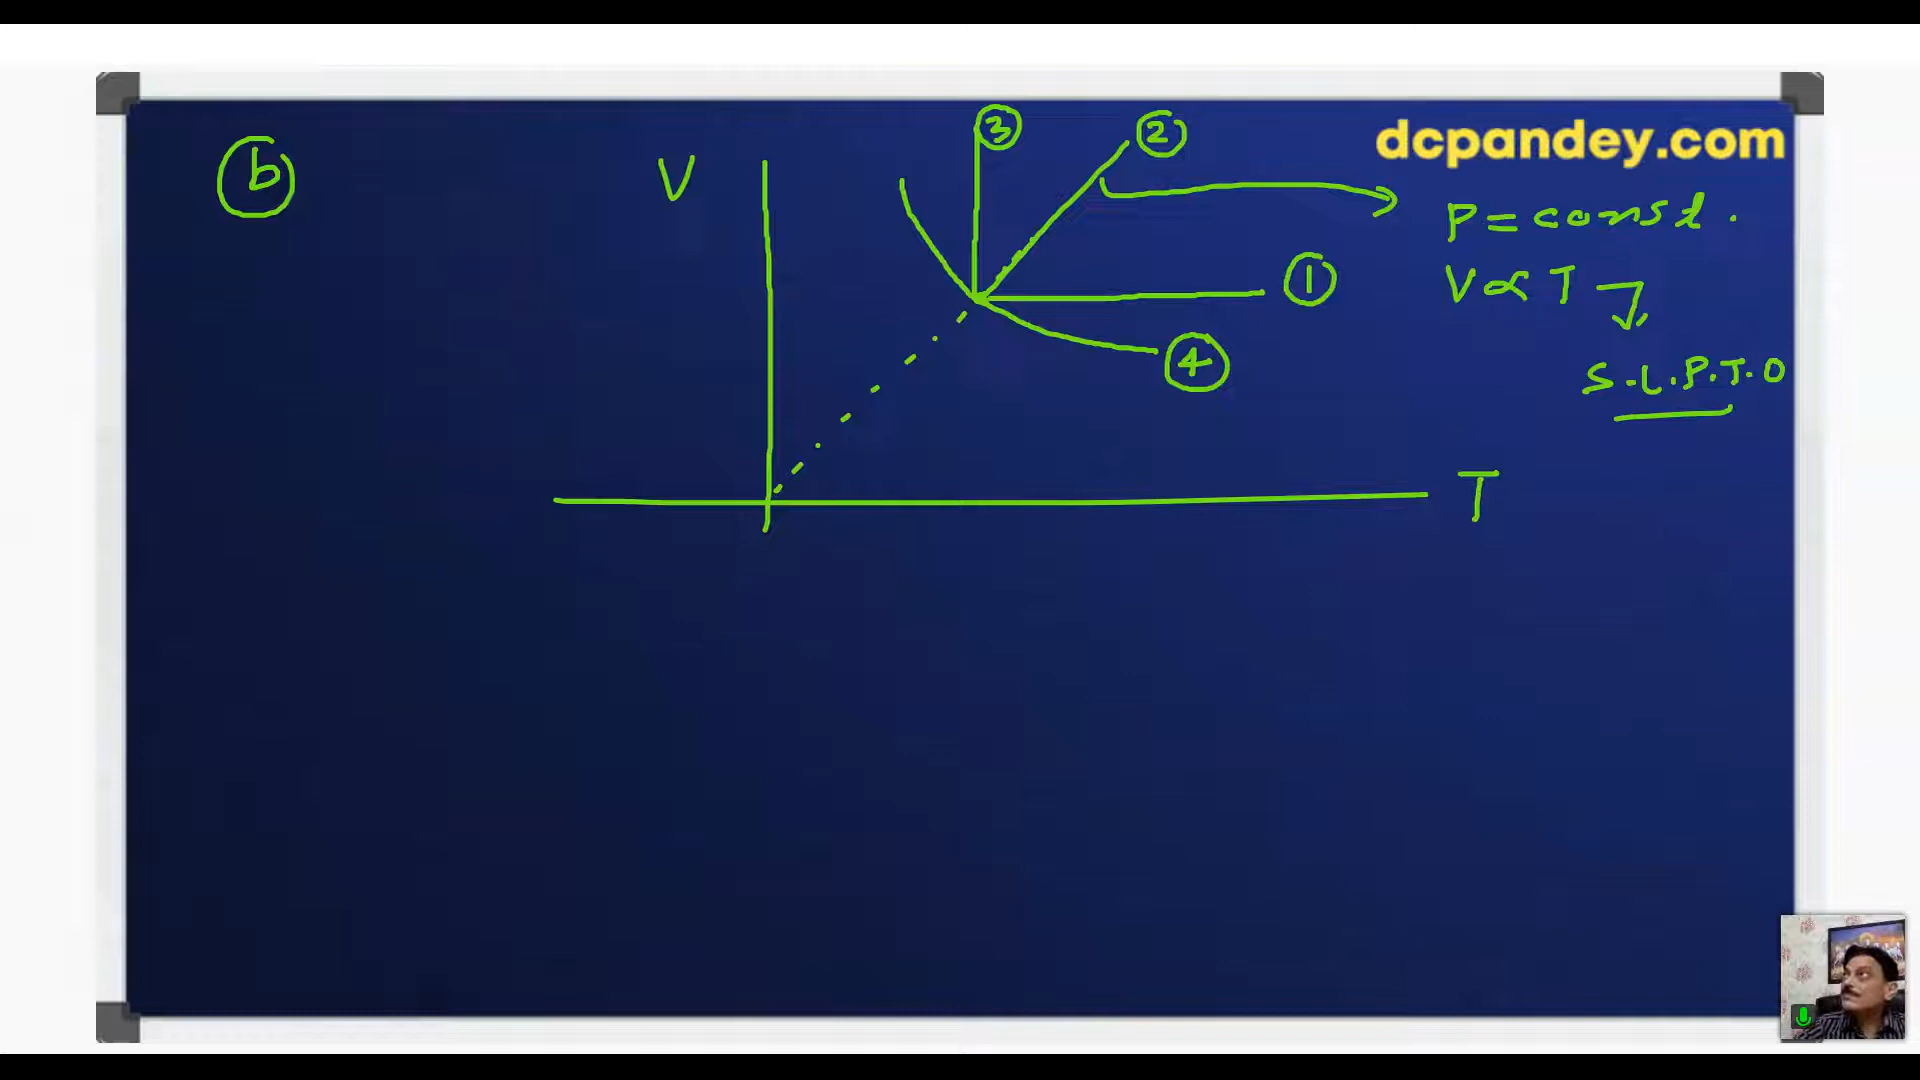 dcpandey.com
b
V
3
2
P = const.
1
V ∝ T
4
S.L.P.T.O
T